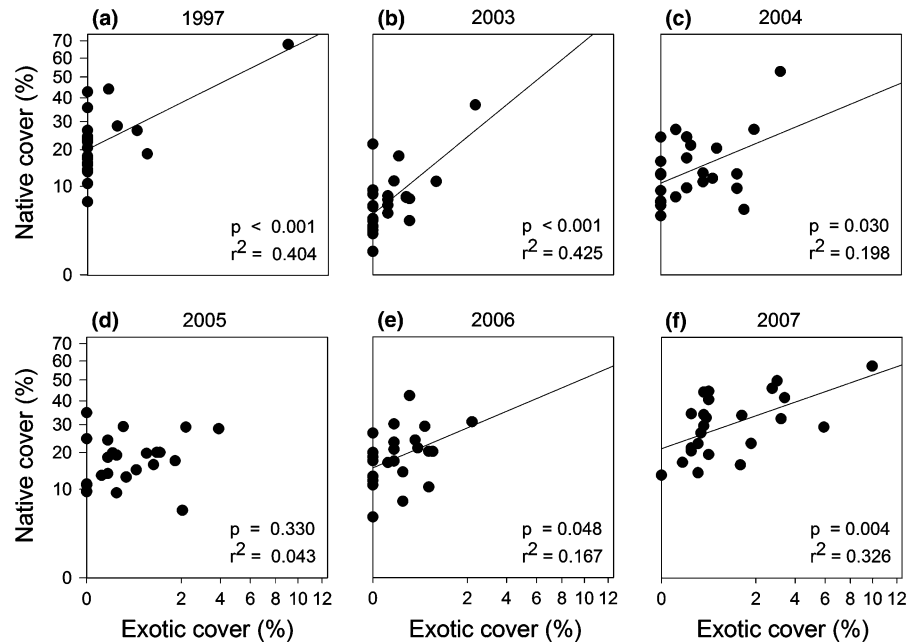 (a) 1997
(b) 2003
(c) 2004
Native cover (%)
70
60
50
40
30
20
10
0
p < 0.001
r² = 0.404
p < 0.001
r² = 0.425
p = 0.030
r² = 0.198
(d) 2005
(e) 2006
(f) 2007
Native cover (%)
70
60
50
40
30
20
10
0
p = 0.330
r² = 0.043
p = 0.048
r² = 0.167
p = 0.004
r² = 0.326
0 2 4 6 8 10 12
0 2 4 6 8 10 12
0 2 4 6 8 10 12
Exotic cover (%)
Exotic cover (%)
Exotic cover (%)